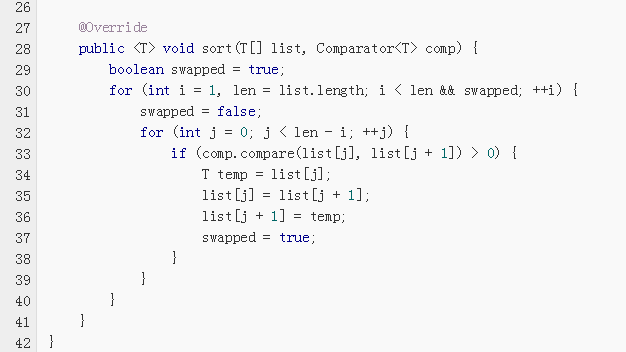 26
27 @Override
28 public <T> void sort(T[] list, Comparator<T> comp) {
29 boolean swapped = true;
30 for (int i = 1, len = list.length; i < len && swapped; ++i) {
31 swapped = false;
32 for (int j = 0; j < len - i; ++j) {
33 if (comp.compare(list[j], list[j + 1]) > 0) {
34 T temp = list[j];
35 list[j] = list[j + 1];
36 list[j + 1] = temp;
37 swapped = true;
38 }
39 }
40 }
41 }
42 }